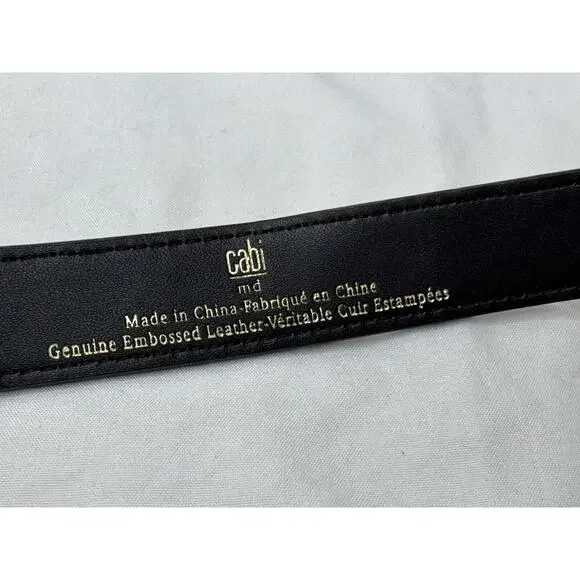 cabi
md
Made in China-Fabriqué en Chine
Genuine Embossed Leather-Véritable Cuir Estampées